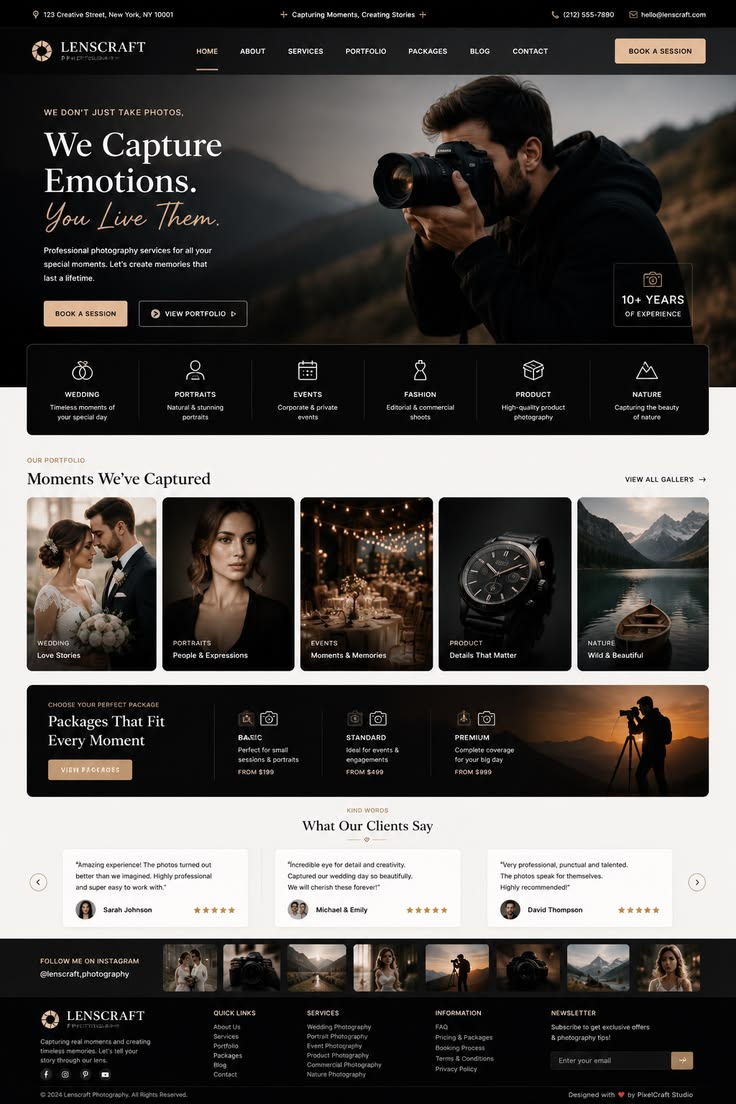 123 Creative Street, New York, NY 10001
Capturing Moments, Creating Stories
(212) 555-7890
hello@lenscraft.com
LENSCRAFT
HOME
ABOUT
SERVICES
PORTFOLIO
PACKAGES
BLOG
CONTACT
BOOK A SESSION
WE DON'T JUST TAKE PHOTOS,
We Capture
Emotions.
You Live Them.
Professional photography services for all your
special moments. Let's create memories that
last a lifetime.
BOOK A SESSION
VIEW PORTFOLIO
10+ YEARS
OF EXPERIENCE
WEDDING
Timeless moments of
your special day
PORTRAITS
Natural & stunning
portraits
EVENTS
Corporate & private
events
FASHION
Editorial & commercial
shoots
PRODUCT
High-quality product
photography
NATURE
Capturing the beauty
of nature
OUR PORTFOLIO
Moments We've Captured
VIEW ALL GALLER'S
WEDDING
Love Stories
PORTRAITS
People & Expressions
EVENTS
Moments & Memories
PRODUCT
Details That Matter
NATURE
Wild & Beautiful
CHOOSE YOUR PERFECT PACKAGE
Packages That Fit
Every Moment
VIEW PACKAGES
Perfect for small
sessions & portraits
FROM $199
STANDARD
Ideal for events &
engagements
FROM $499
PREMIUM
Complete coverage
for your big day
FROM $999
KIND WORDS
What Our Clients Say
"Amazing experience! The photos turned out
better than we imagined. Highly professional
and super easy to work with."
Sarah Johnson
"Incredible eye for detail and creativity.
Captured our wedding day so beautifully.
We will cherish these forever!"
Michael & Emily
"Very professional, punctual and talented.
The photos speak for themselves.
Highly recommended!"
David Thompson
FOLLOW ME ON INSTAGRAM
@lenscraft,photography
LENSCRAFT
Capturing real moments and creating
timeless memories. Let's tell your
story through our lens.
QUICK LINKS
About Us
Services
Portfolio
Packages
Blog
Contact
SERVICES
Wedding Photography
Portrait Photography
Event Photography
Product Photography
Commercial Photography
Nature Photography
INFORMATION
FAQ
Pricing & Packages
Booking Process
Terms & Conditions
Privacy Policy
NEWSLETTER
Subscribe to get exclusive offers
& photography tips!
Enter your email
© 2024 Lenscraft Photography. All Rights Reserved.
Designed with ❤ by PixelCraft Studio